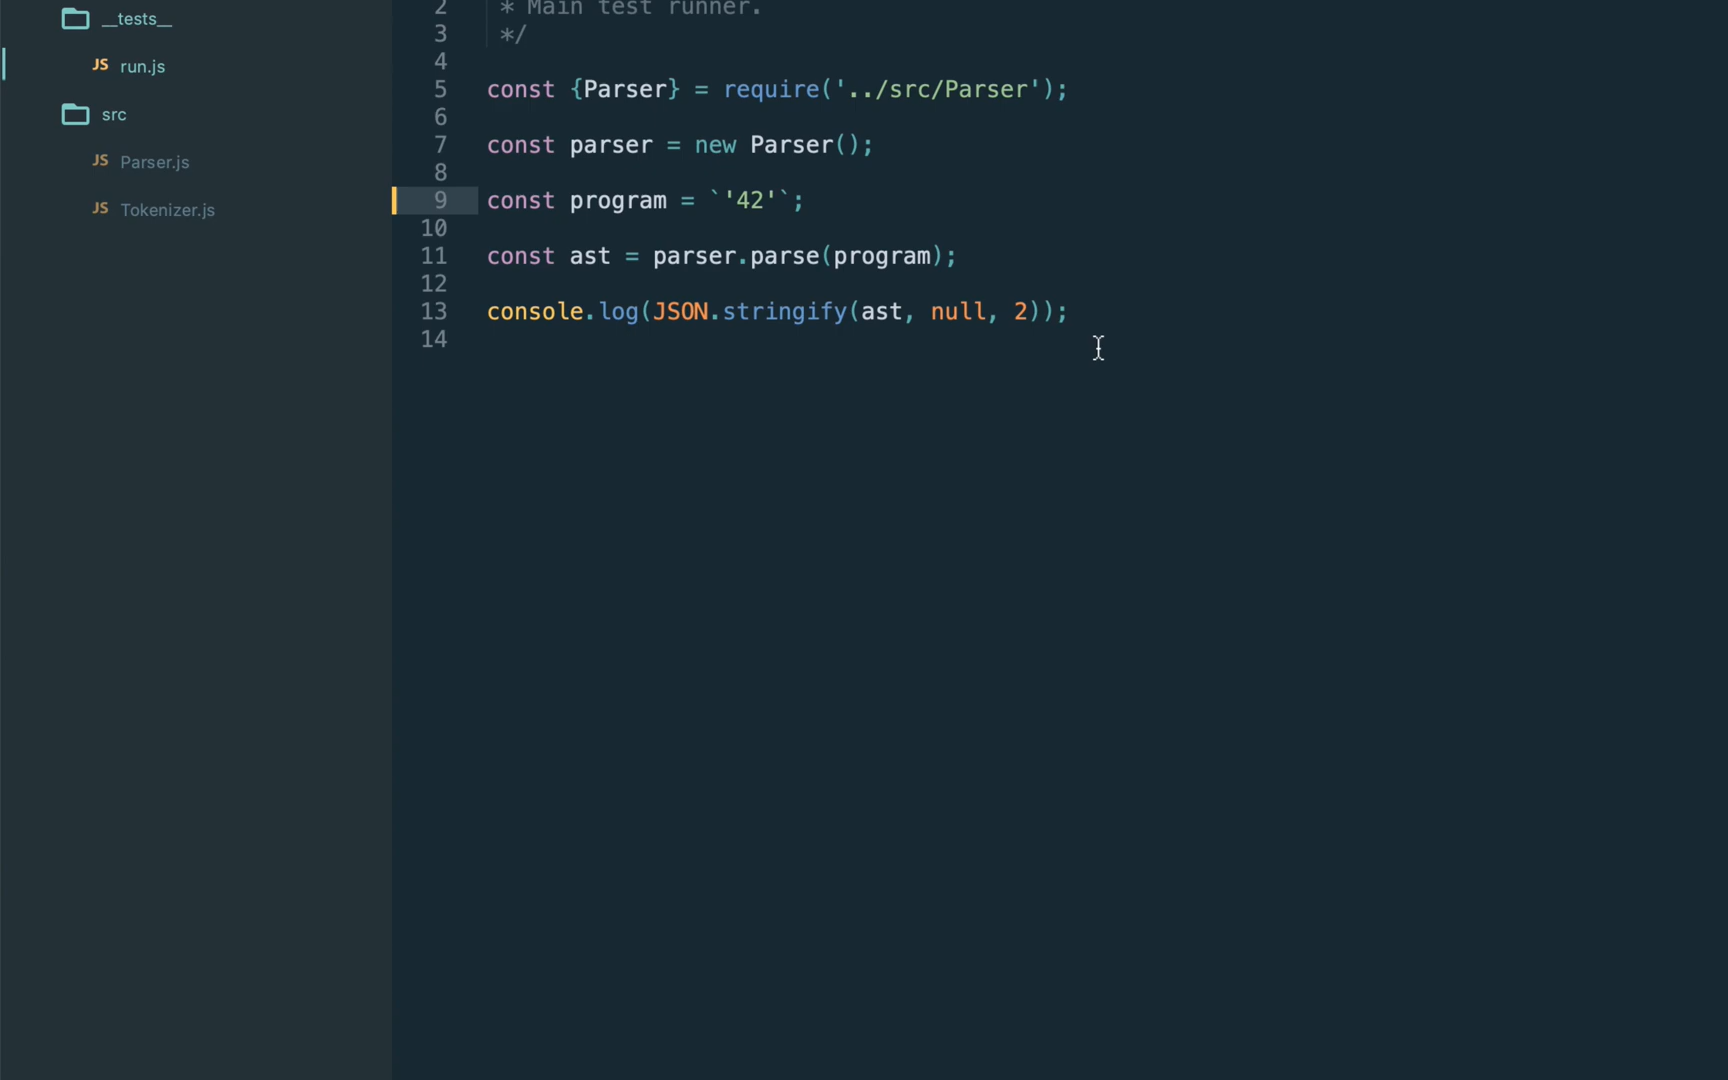 __tests__
JS run.js
src
JS Parser.js
JS Tokenizer.js
2 * Main test runner.
3 */
4
5 const {Parser} = require('../src/Parser');
6
7 const parser = new Parser();
8
9 const program = `'42'`;
10
11 const ast = parser.parse(program);
12
13 console.log(JSON.stringify(ast, null, 2));
14